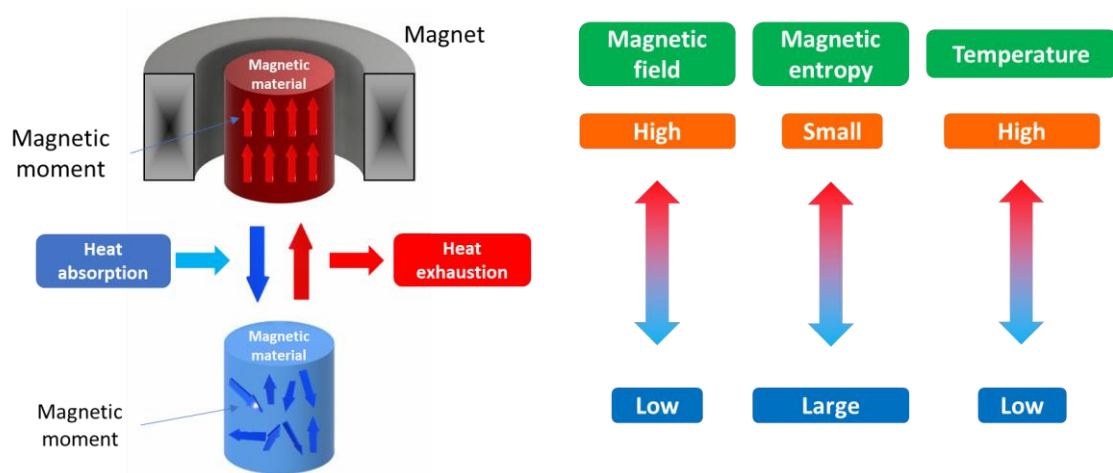 Magnet
Magnetic
material
Magnetic
moment
Heat
absorption
Heat
exhaustion
Magnetic
material
Magnetic
moment
Magnetic
field
Magnetic
entropy
Temperature
High
Small
High
Low
Large
Low